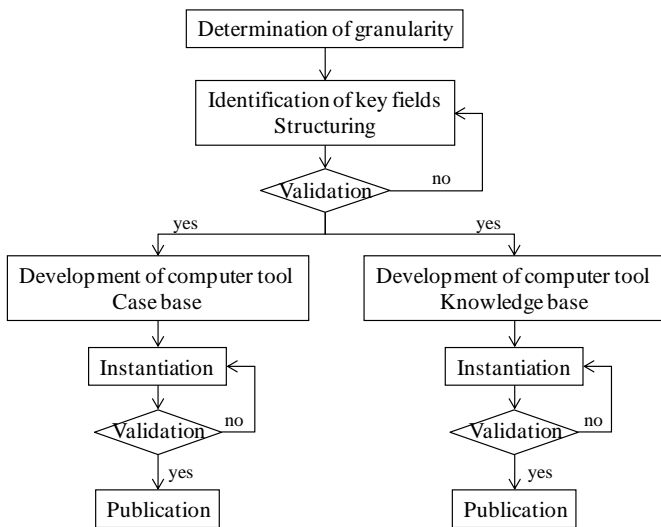 Determination of granularity
Identification of key fields
Structuring
Validation
no
yes
yes
Development of computer tool
Case base
Development of computer tool
Knowledge base
Instantiation
Instantiation
Validation
no
Validation
no
yes
yes
Publication
Publication